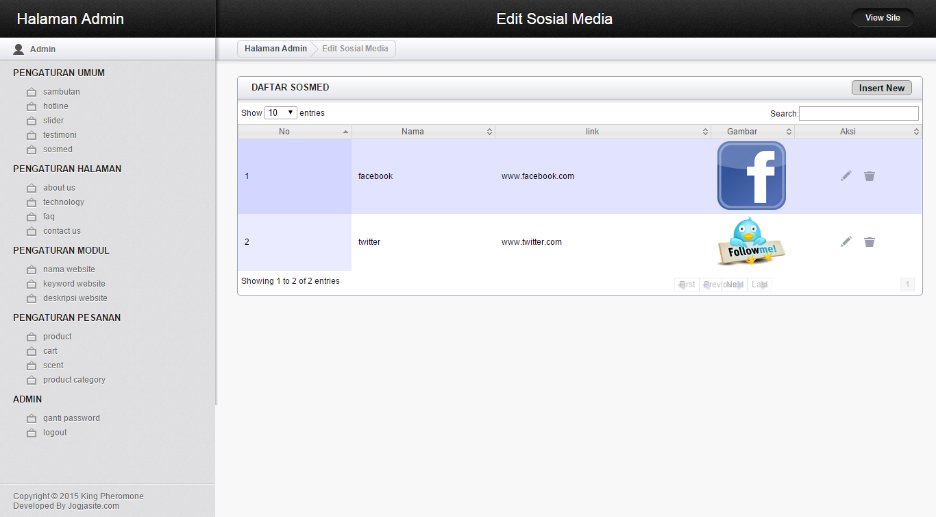 Halaman Admin
Edit Sosial Media
View Site
Admin
Halaman Admin
Edit Sosial Media
PENGATURAN UMUM
sambutan
hotline
slider
testimoni
sosmed
PENGATURAN HALAMAN
about us
technology
faq
contact us
PENGATURAN MODUL
nama website
keyword website
deskripsi website
PENGATURAN PESANAN
product
cart
scent
product category
ADMIN
ganti password
logout
Copyright © 2015 King Pheromone
Developed By Jogjasite.com
DAFTAR SOSMED
Insert New
Show 10 entries
Search:
No Nama link Gambar Aksi
1 facebook www.facebook.com f
2 twitter www.twitter.com Follow me!
Showing 1 to 2 of 2 entries
First Previous Next Last 1